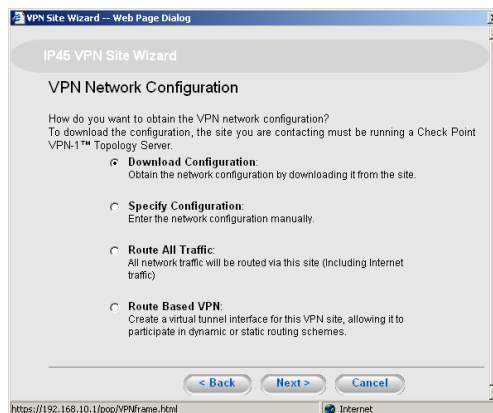 VPN Site Wizard -- Web Page Dialog
IP45 VPN Site Wizard
VPN Network Configuration
How do you want to obtain the VPN network configuration?
To download the configuration, the site you are contacting must be running a Check Point
VPN-1™ Topology Server.
Download Configuration:
Obtain the network configuration by downloading it from the site.
Specify Configuration:
Enter the network configuration manually.
Route All Traffic:
All network traffic will be routed via this site (Including Internet
traffic)
Route Based VPN:
Create a virtual tunnel interface for this VPN site, allowing it to
participate in dynamic or static routing schemes.
< Back Next > Cancel
https://192.168.10.1/pop/VPNframe.html Internet